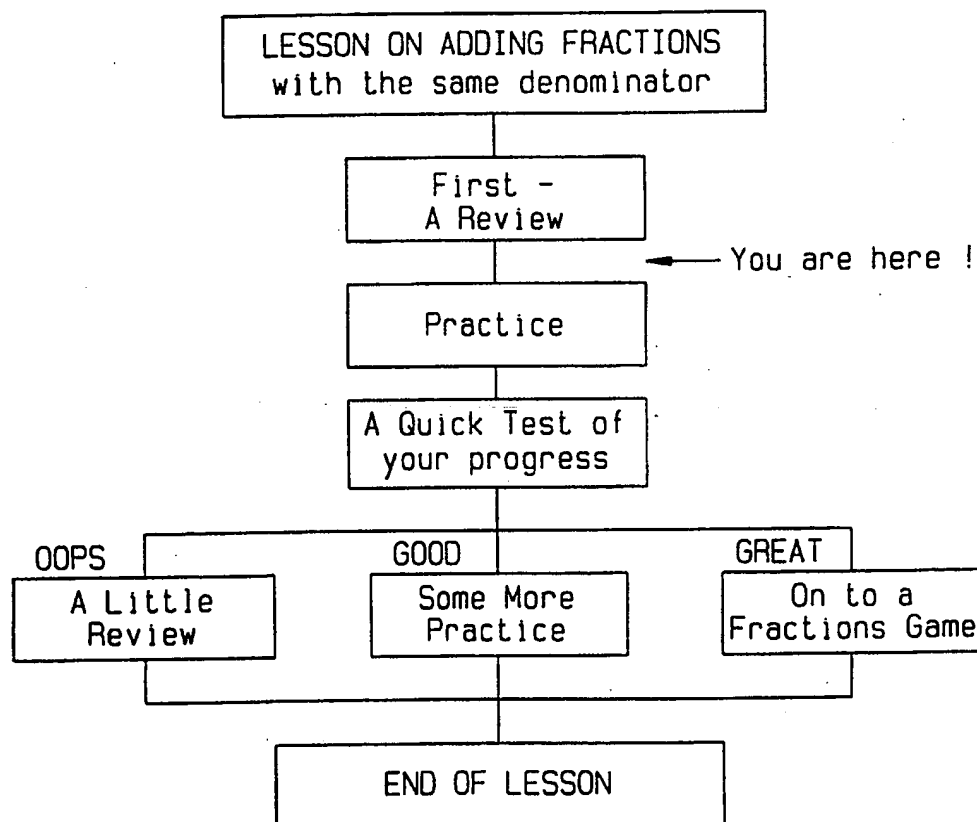 LESSON ON ADDING FRACTIONS
with the same denominator
First -
A Review
You are here !
Practice
A Quick Test of
your progress
OOPS
GOOD
GREAT
A Little
Review
Some More
Practice
On to a
Fractions Game
END OF LESSON